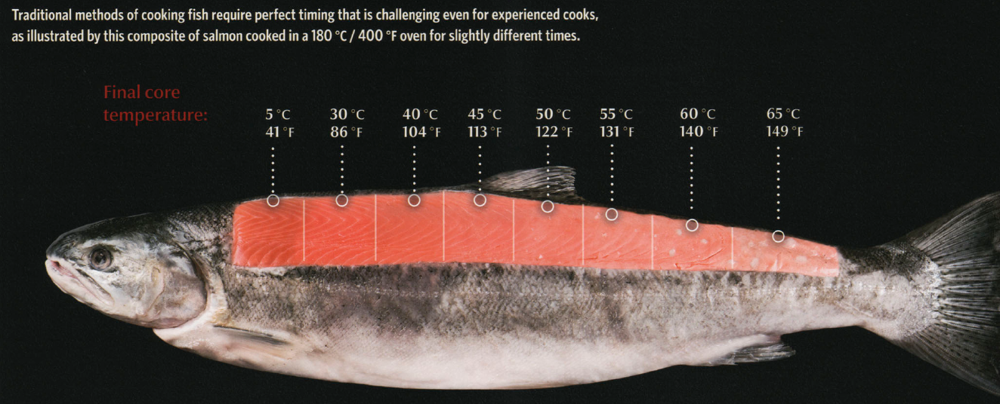 Traditional methods of cooking fish require perfect timing that is challenging even for experienced cooks,
as illustrated by this composite of salmon cooked in a 180 °C / 400 °F oven for slightly different times.
Final core
temperature:
5 °C 30 °C 40 °C 45 °C 50 °C 55 °C 60 °C 65 °C
41 °F 86 °F 104 °F 113 °F 122 °F 131 °F 140 °F 149 °F